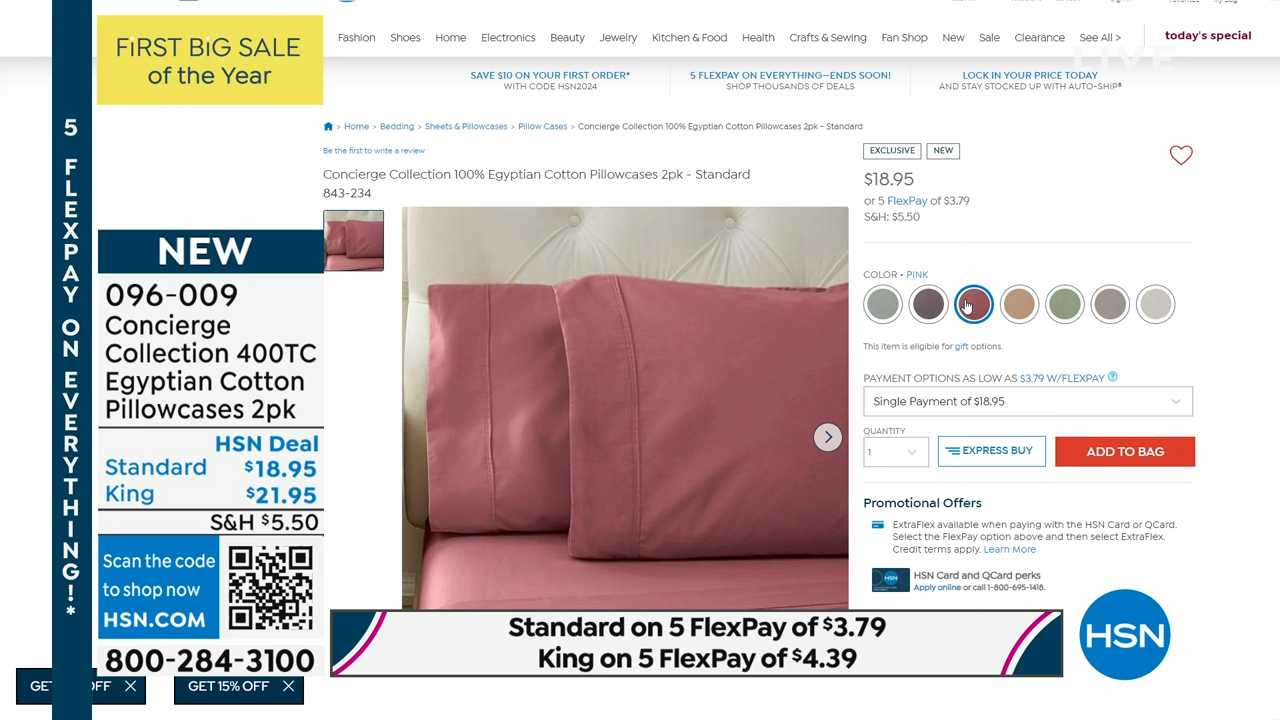 FiRST BiG SALE
of the Year
5 FLEXPAY ON EVERYTHING!*
NEW
096-009
Concierge
Collection 400TC
Egyptian Cotton
Pillowcases 2pk
HSN Deal
Standard $18.95
King $21.95
S&H $5.50
Scan the code
to shop now
HSN.COM
800-284-3100
GET 15% OFF
Fashion Shoes Home Electronics Beauty Jewelry Kitchen & Food Health Crafts & Sewing Fan Shop New Sale Clearance See All > today's special
LIVE
SAVE $10 ON YOUR FIRST ORDER*
WITH CODE HSN2024
5 FLEXPAY ON EVERYTHING—ENDS SOON!
SHOP THOUSANDS OF DEALS
LOCK IN YOUR PRICE TODAY
AND STAY STOCKED UP WITH AUTO-SHIP®
> Home > Bedding > Sheets & Pillowcases > Pillow Cases > Concierge Collection 100% Egyptian Cotton Pillowcases 2pk - Standard
Be the first to write a review
Concierge Collection 100% Egyptian Cotton Pillowcases 2pk - Standard
843-234
EXCLUSIVE NEW
$18.95
or 5 FlexPay of $3.79
S&H: $5.50
COLOR • PINK
This item is eligible for gift options.
PAYMENT OPTIONS AS LOW AS $3.79 W/FLEXPAY ?
Single Payment of $18.95
QUANTITY
1
EXPRESS BUY
ADD TO BAG
Promotional Offers
ExtraFlex available when paying with the HSN Card or QCard.
Select the FlexPay option above and then select ExtraFlex.
Credit terms apply. Learn More
HSN Card and QCard perks
Apply online or call 1-800-695-1418.
Standard on 5 FlexPay of $3.79
King on 5 FlexPay of $4.39
HSN